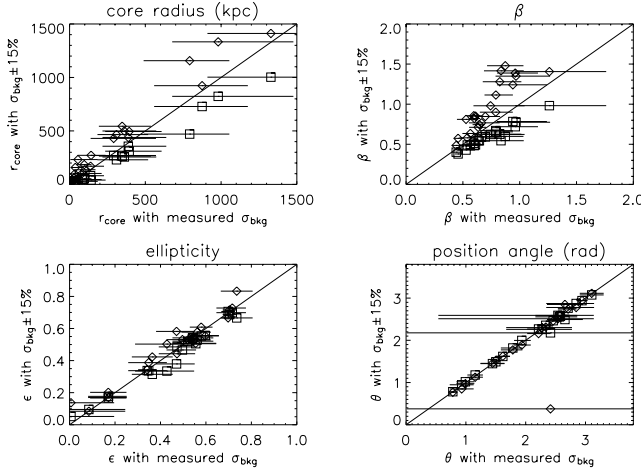 core radius (kpc)
1500
1000
500
0
r_core with σ_bkg±15%
0 500 1000 1500
r_core with measured σ_bkg
β
2.0
1.5
1.0
0.5
0.0
β with σ_bkg±15%
0.0 0.5 1.0 1.5 2.0
β with measured σ_bkg
ellipticity
1.0
0.8
0.6
0.4
0.2
0.0
ϵ with σ_bkg±15%
0.0 0.2 0.4 0.6 0.8 1.0
ϵ with measured σ_bkg
position angle (rad)
3
2
1
0
θ with σ_bkg±15%
0 1 2 3
θ with measured σ_bkg